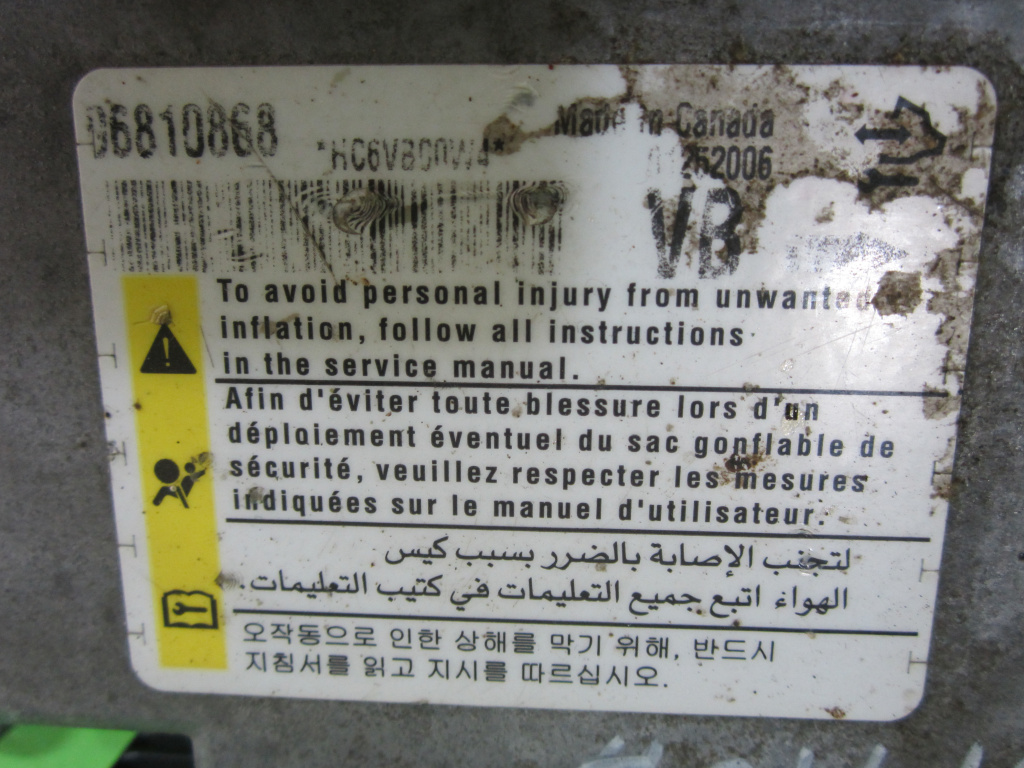 06810868
*HC6VB00W4*
Made in Canada
01252006
VB
To avoid personal injury from unwanted
inflation, follow all instructions
in the service manual.
Afin d'éviter toute blessure lors d'un
déploiement éventuel du sac gonflable de
sécurité, veuillez respecter les mesures
indiquées sur le manuel d'utilisateur.
لتجنب الإصابة بالضرر بسبب كيس
الهواء اتبع جميع التعليمات في كتيب التعليمات.
오작동으로 인한 상해를 막기 위해, 반드시
지침서를 읽고 지시를 따르십시오.